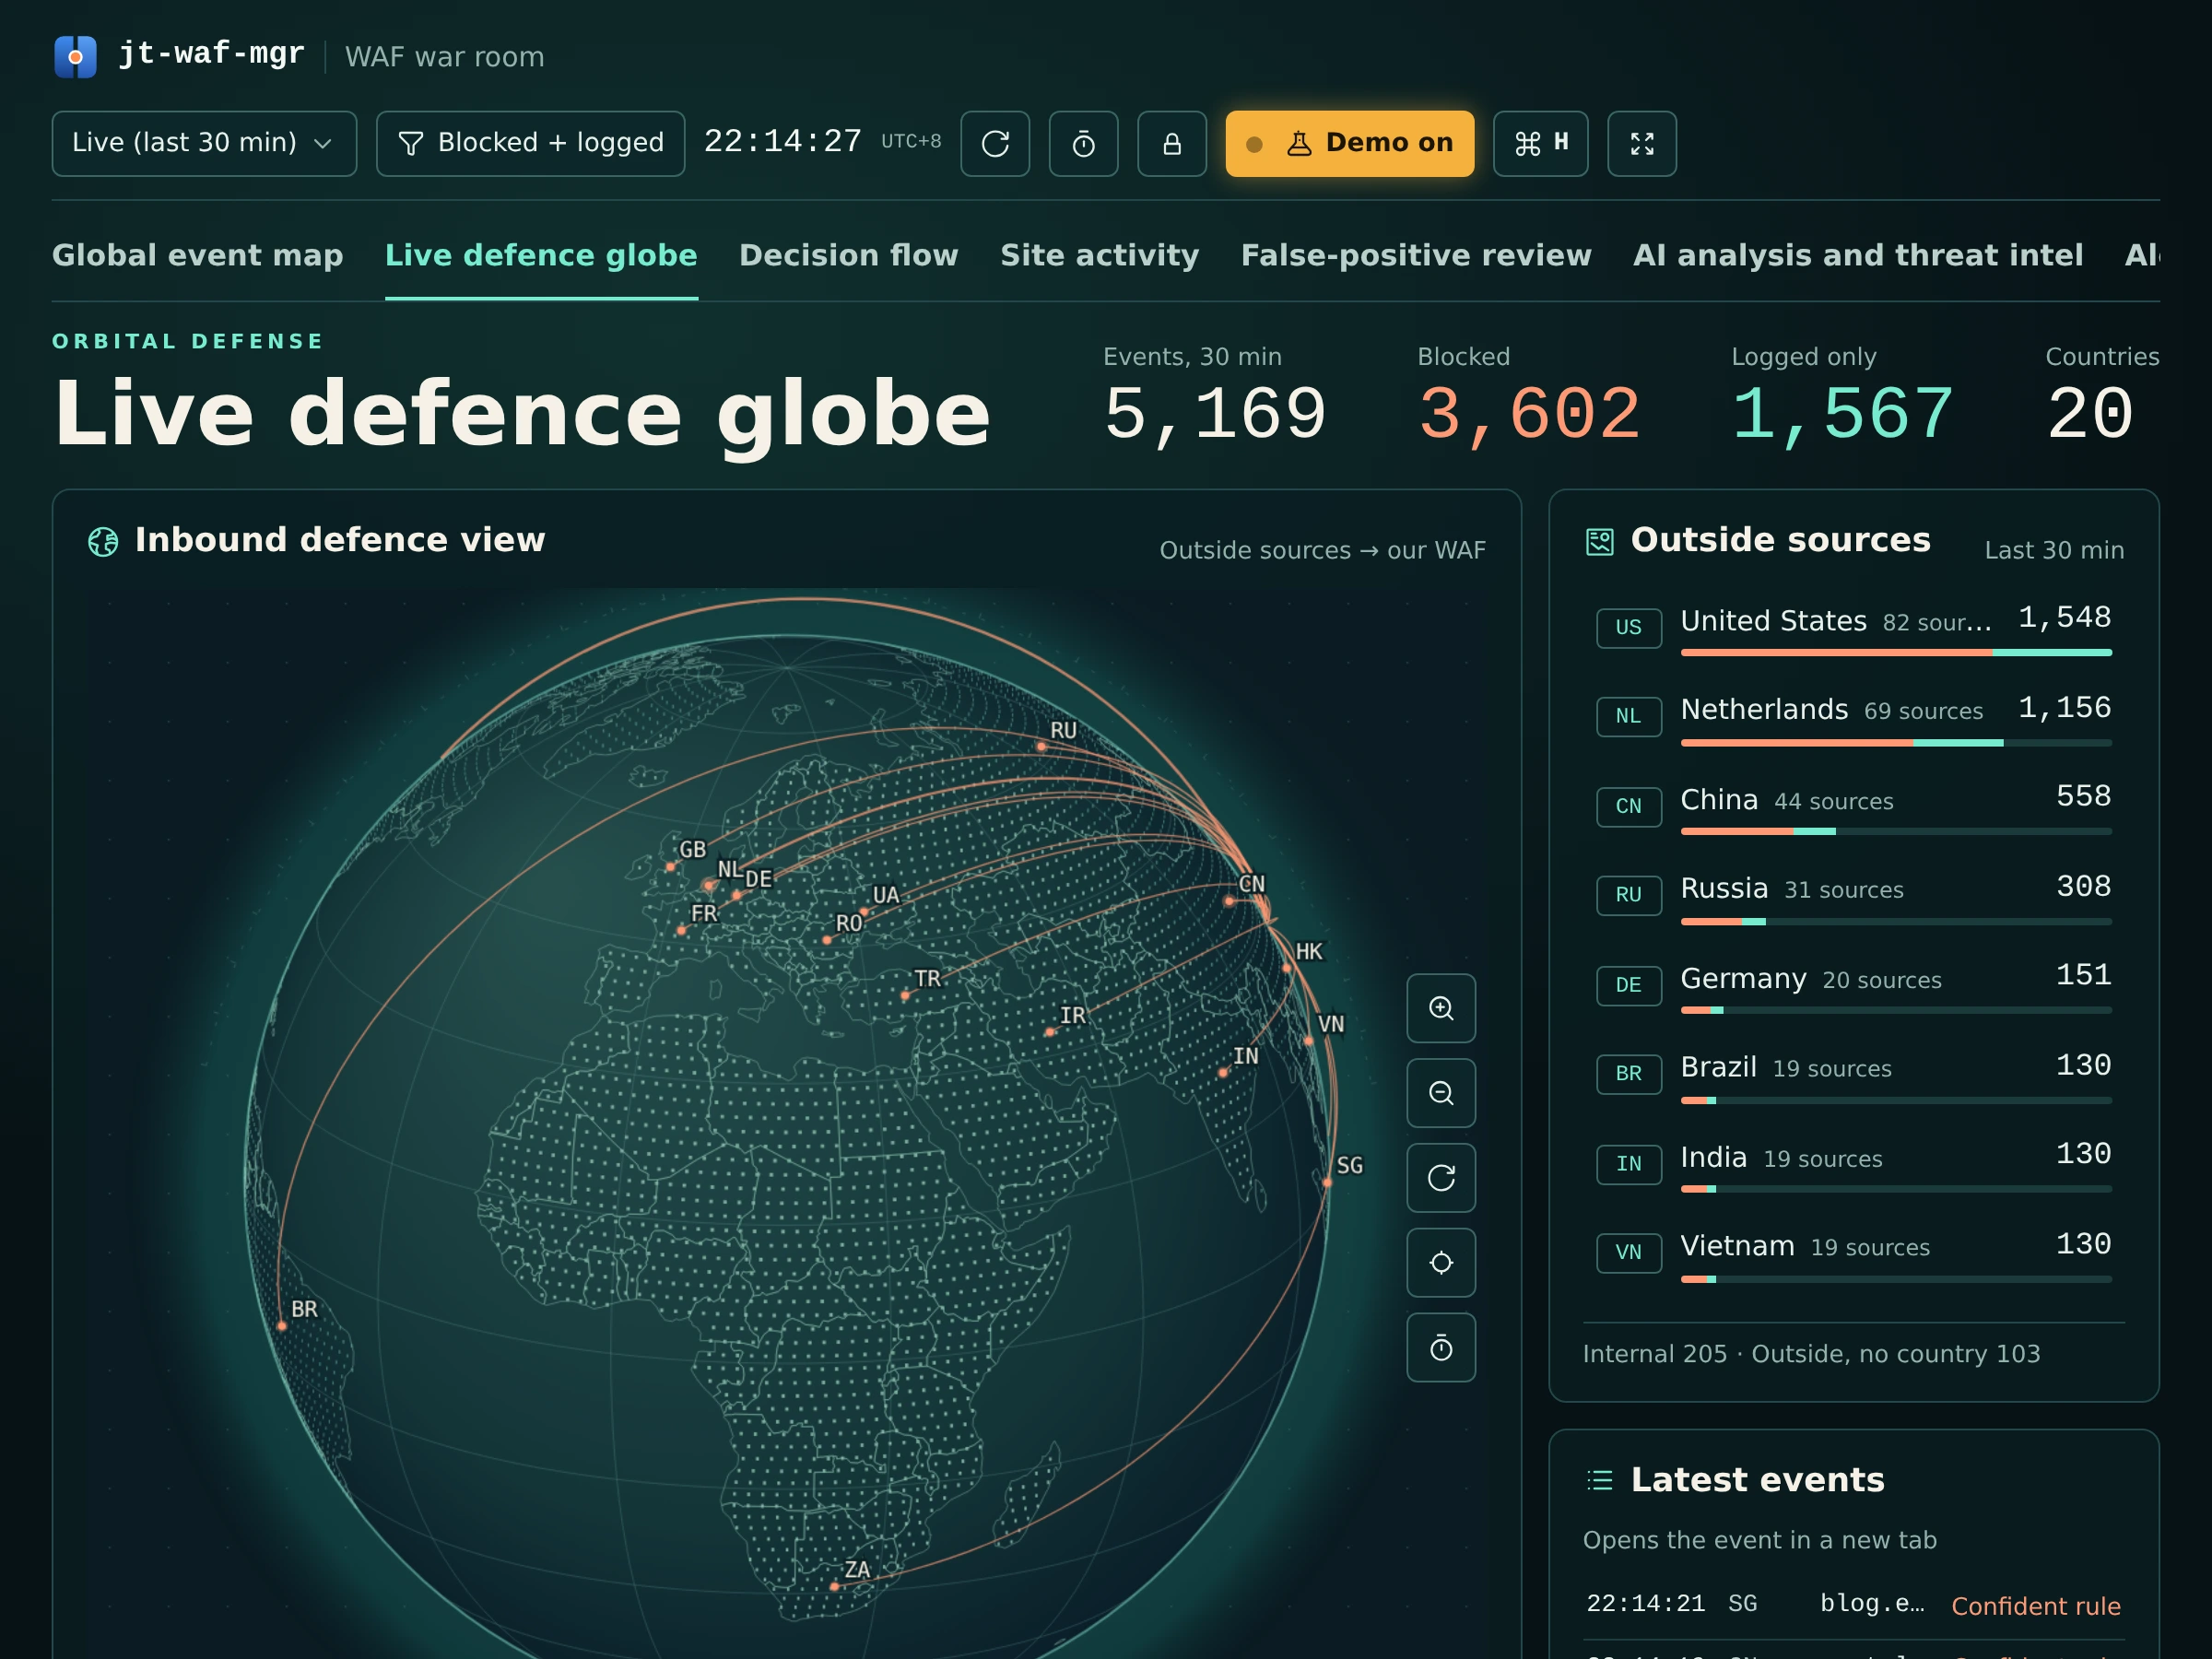 jt-waf-mgr WAF war room
Live (last 30 min) Blocked + logged 22:14:27 UTC+8 Demo on ⌘ H
Global event map Live defence globe Decision flow Site activity False-positive review AI analysis and threat intel
ORBITAL DEFENSE
Live defence globe
Events, 30 min Blocked Logged only Countries
5,169 3,602 1,567 20
Inbound defence view Outside sources → our WAF
RU
GB
NL DE
CN
UA
FR
RO
HK
TR
IR
VN
IN
SG
BR
ZA
Outside sources Last 30 min
US United States 82 sour… 1,548
NL Netherlands 69 sources 1,156
CN China 44 sources 558
RU Russia 31 sources 308
DE Germany 20 sources 151
BR Brazil 19 sources 130
IN India 19 sources 130
VN Vietnam 19 sources 130
Internal 205 · Outside, no country 103
Latest events
Opens the event in a new tab
22:14:21 SG blog.e… Confident rule